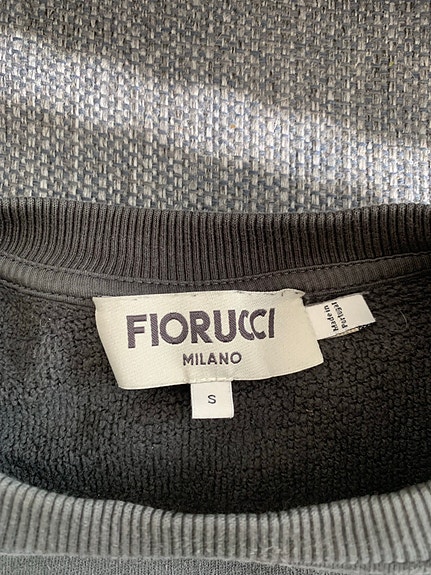 FIORUCCI
MILANO
S
Made in
Portugal